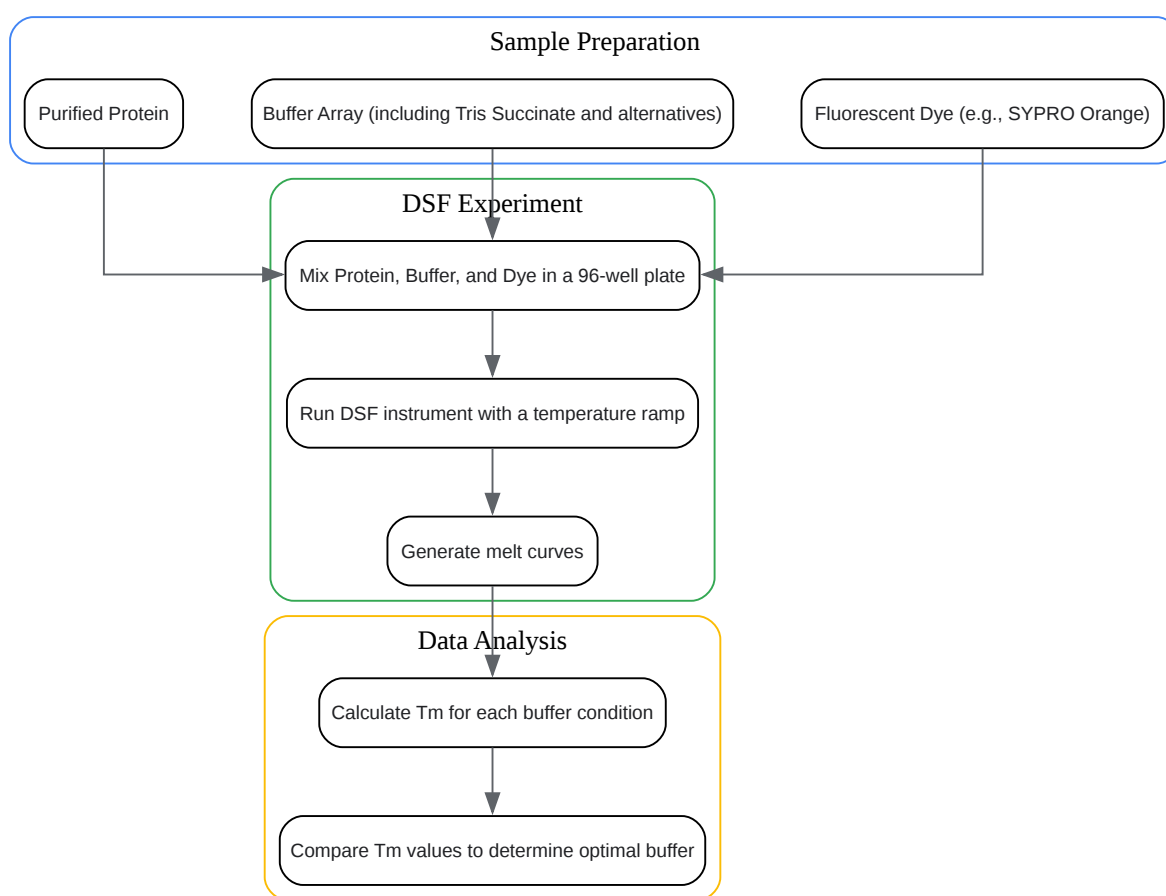 Sample Preparation
Purified Protein
Buffer Array (including Tris Succinate and alternatives)
Fluorescent Dye (e.g., SYPRO Orange)
DSF Experiment
Mix Protein, Buffer, and Dye in a 96-well plate
Run DSF instrument with a temperature ramp
Generate melt curves
Data Analysis
Calculate Tm for each buffer condition
Compare Tm values to determine optimal buffer